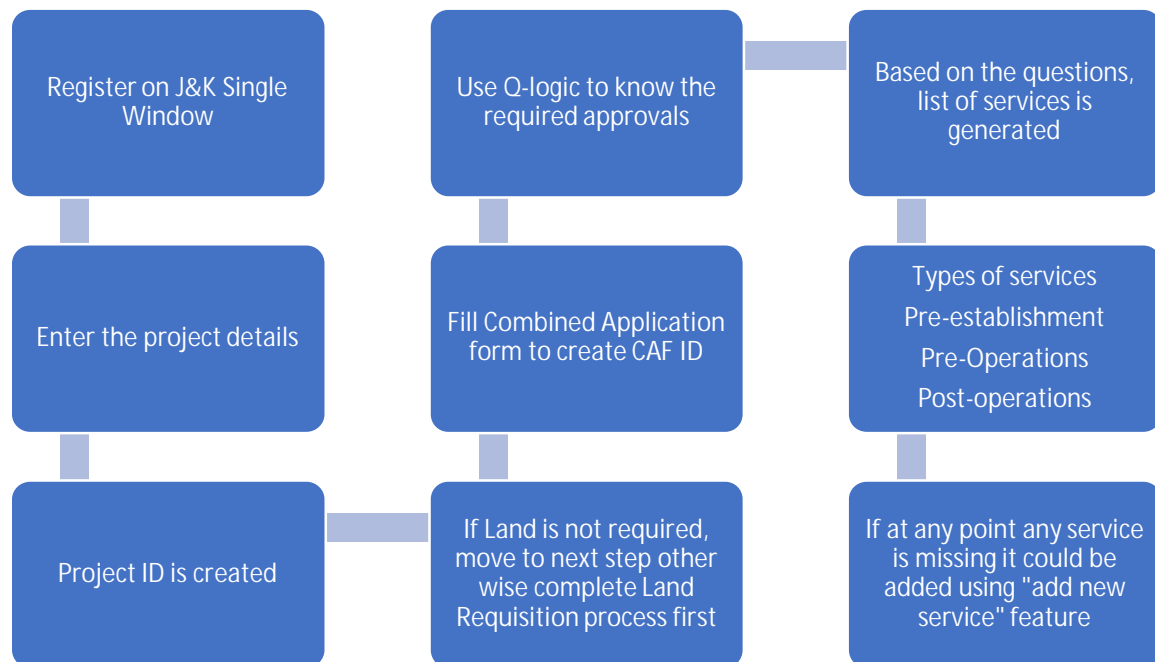 Register on J&K Single
Window
Enter the project details
Project ID is created
If Land is not required,
move to next step other
wise complete Land
Requisition process first
Fill Combined Application
form to create CAF ID
Use Q-logic to know the
required approvals
Based on the questions,
list of services is
generated
Types of services
Pre-establishment
Pre-Operations
Post-operations
If at any point any service
is missing it could be
added using "add new
service" feature